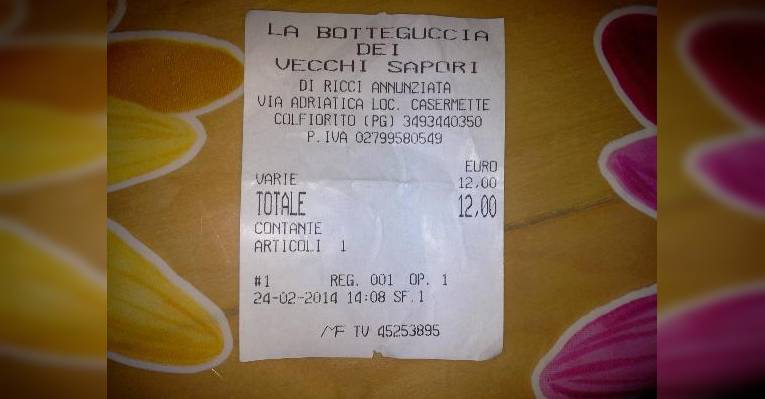 LA BOTTEGUCCIA
DEI
VECCHI SAPORI
DI RICCI ANNUNZIATA
VIA ADRIATICA LOC. CASERMETTE
COLFIORITO (PG) 3493440350
P.IVA 02799580549
EURO
VARIE 12,00
TOTALE 12,00
CONTANTE
ARTICOLI 1
#1 REG. 001 OP. 1
24-02-2014 14:08 SF.1
MF TV 45253895